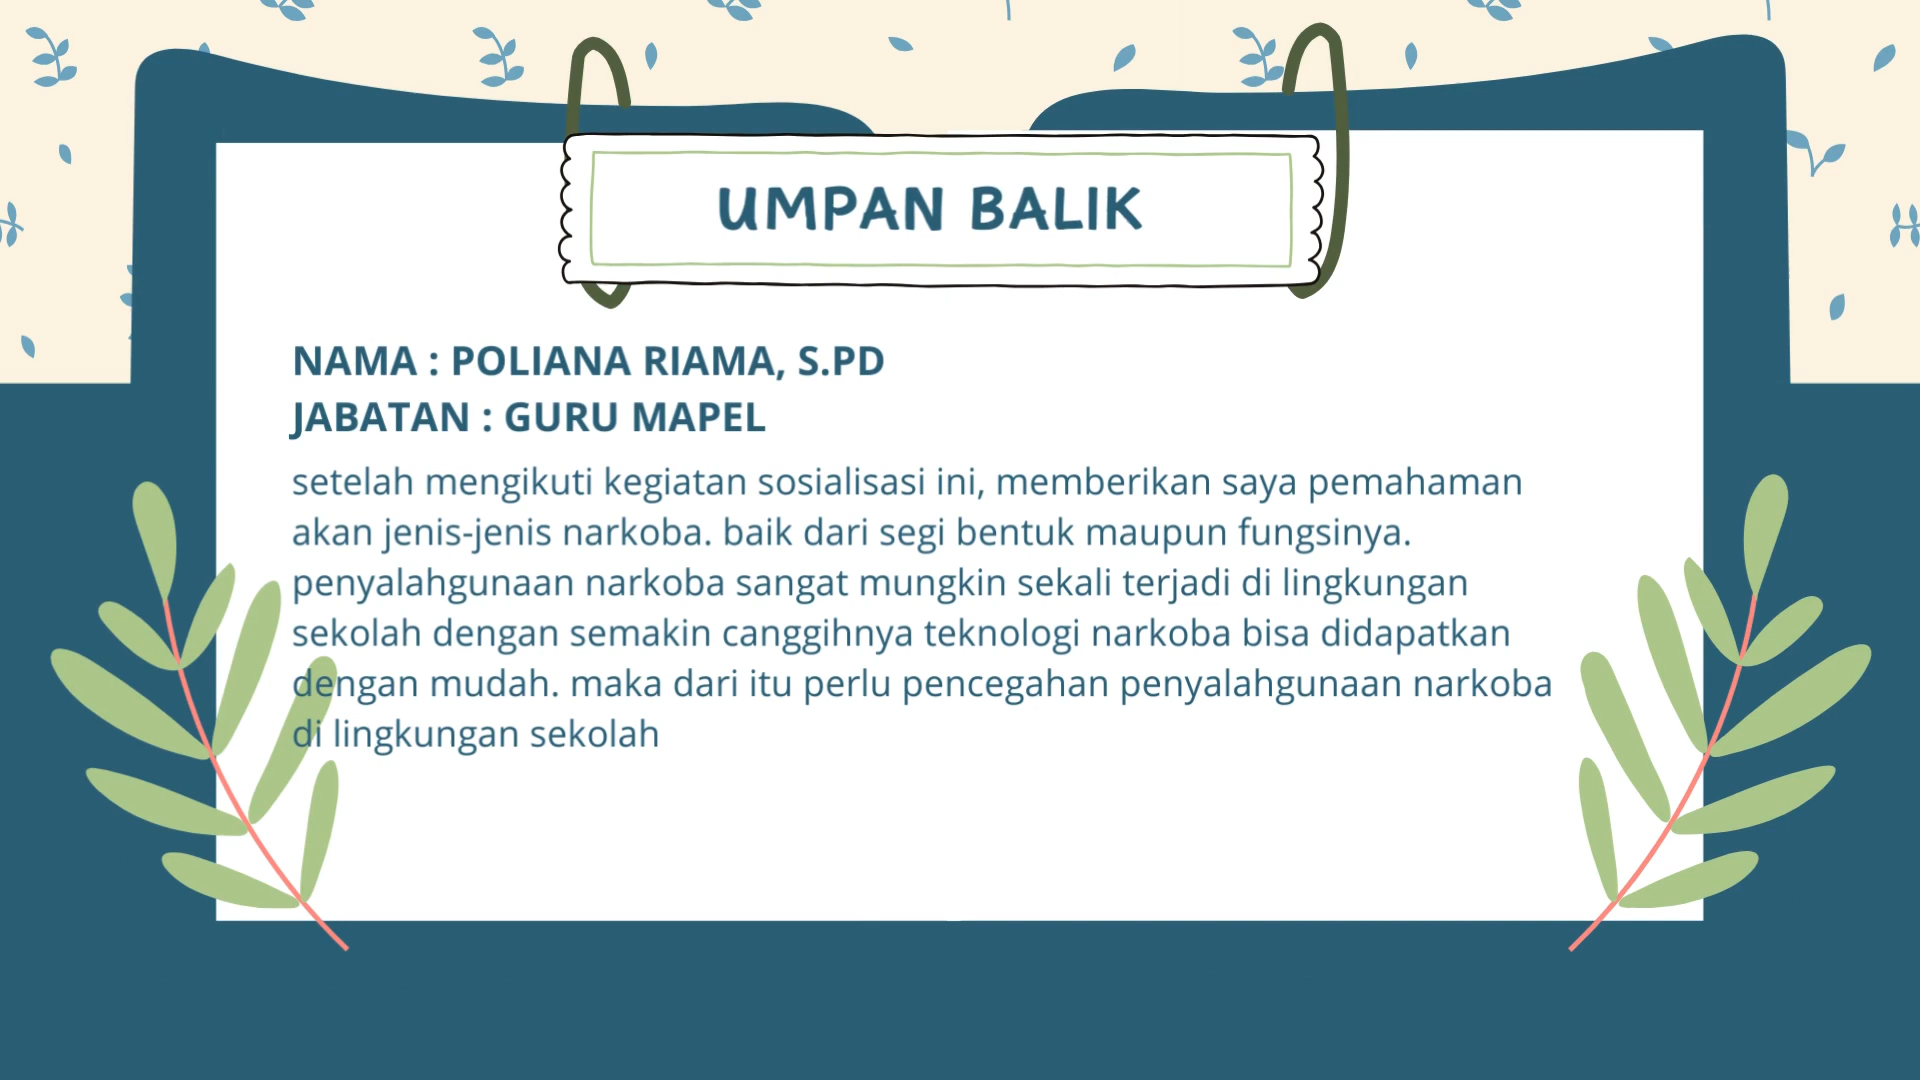 UMPAN BALIK
NAMA : POLIANA RIAMA, S.PD
JABATAN : GURU MAPEL
setelah mengikuti kegiatan sosialisasi ini, memberikan saya pemahaman
akan jenis-jenis narkoba. baik dari segi bentuk maupun fungsinya.
penyalahgunaan narkoba sangat mungkin sekali terjadi di lingkungan
sekolah dengan semakin canggihnya teknologi narkoba bisa didapatkan
dengan mudah. maka dari itu perlu pencegahan penyalahgunaan narkoba
di lingkungan sekolah